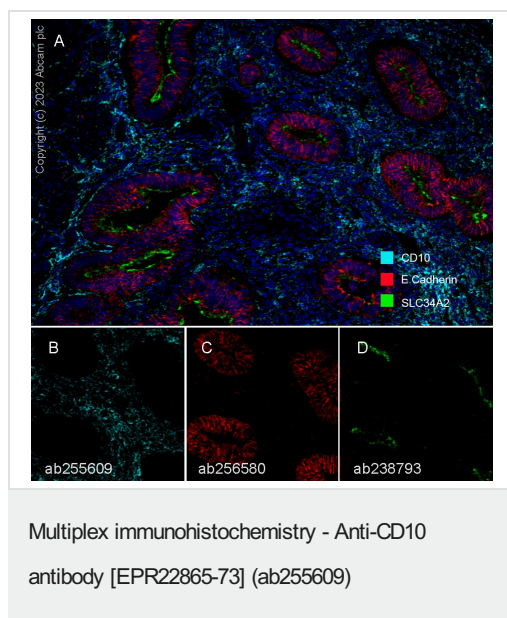 A
Copyright (c) 2023 Abcam plc
CD10
E.Cadherin
SLC34A2
B
C
D
ab255609
ab256580
ab238793
Multiplex immunohistochemistry - Anti-CD10
antibody [EPR22865-73] (ab255609)